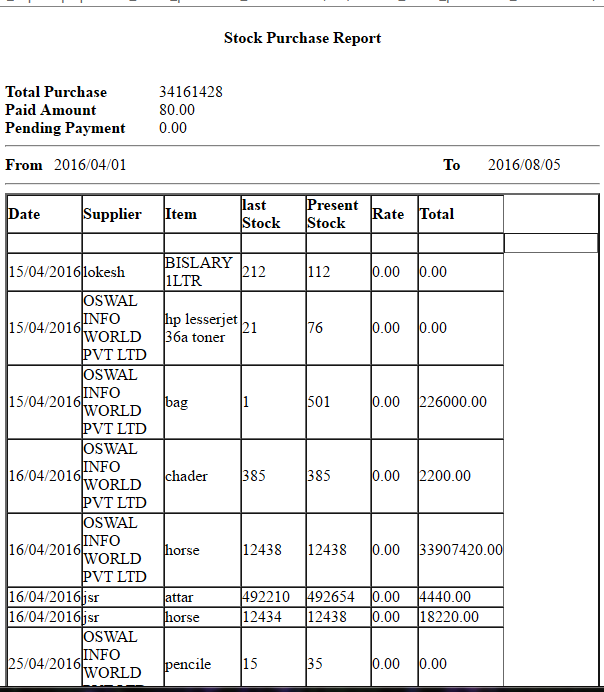 Stock Purchase Report
Total Purchase 34161428
Paid Amount 80.00
Pending Payment 0.00
From 2016/04/01 To 2016/08/05
Date Supplier Item last Stock Present Stock Rate Total
15/04/2016 lokesh BISLARY 1LTR 212 112 0.00 0.00
15/04/2016 OSWAL INFO WORLD PVT LTD hp lesserjet 36a toner 21 76 0.00 0.00
15/04/2016 OSWAL INFO WORLD PVT LTD bag 1 501 0.00 226000.00
16/04/2016 OSWAL INFO WORLD PVT LTD chader 385 385 0.00 2200.00
16/04/2016 OSWAL INFO WORLD PVT LTD horse 12438 12438 0.00 33907420.00
16/04/2016 jsr attar 492210 492654 0.00 4440.00
16/04/2016 jsr horse 12434 12438 0.00 18220.00
25/04/2016 OSWAL INFO WORLD pencile 15 35 0.00 0.00